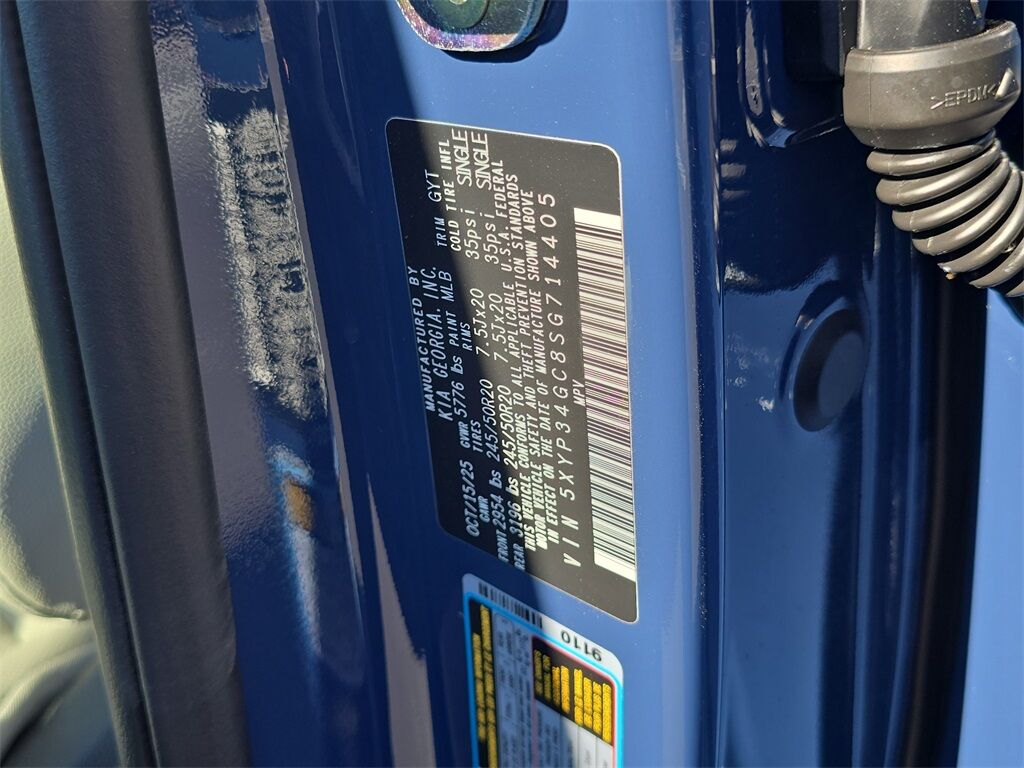 MANUFACTURED BY
KIA GEORGIA, INC.
OCT/15/25 GVWR 5776 lbs PAINT MLB TRIM GYT
GAWR TIRES RIMS COLD TIRE INFL
FRONT 2954 lbs 245/50R20 7.5Jx20 35psi SINGLE
REAR 3196 lbs 245/50R20 7.5Jx20 35psi SINGLE
THIS VEHICLE CONFORMS TO ALL APPLICABLE U.S.A. FEDERAL
MOTOR VEHICLE SAFETY AND THEFT PREVENTION STANDARDS
IN EFFECT ON THE DATE OF MANUFACTURE SHOWN ABOVE
VIN 5XYP34GC8SG714405
MPV
9110
>EPDM<